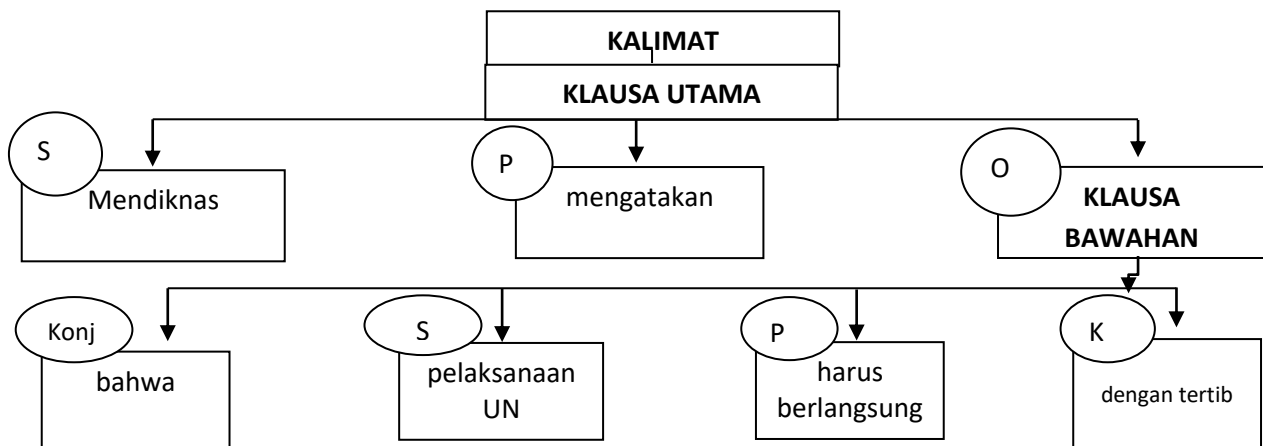 KALIMAT
KLAUSA UTAMA
S
Mendiknas
P
mengatakan
O
KLAUSA
BAWAHAN
Konj
bahwa
S
pelaksanaan
UN
P
harus
berlangsung
K
dengan tertib